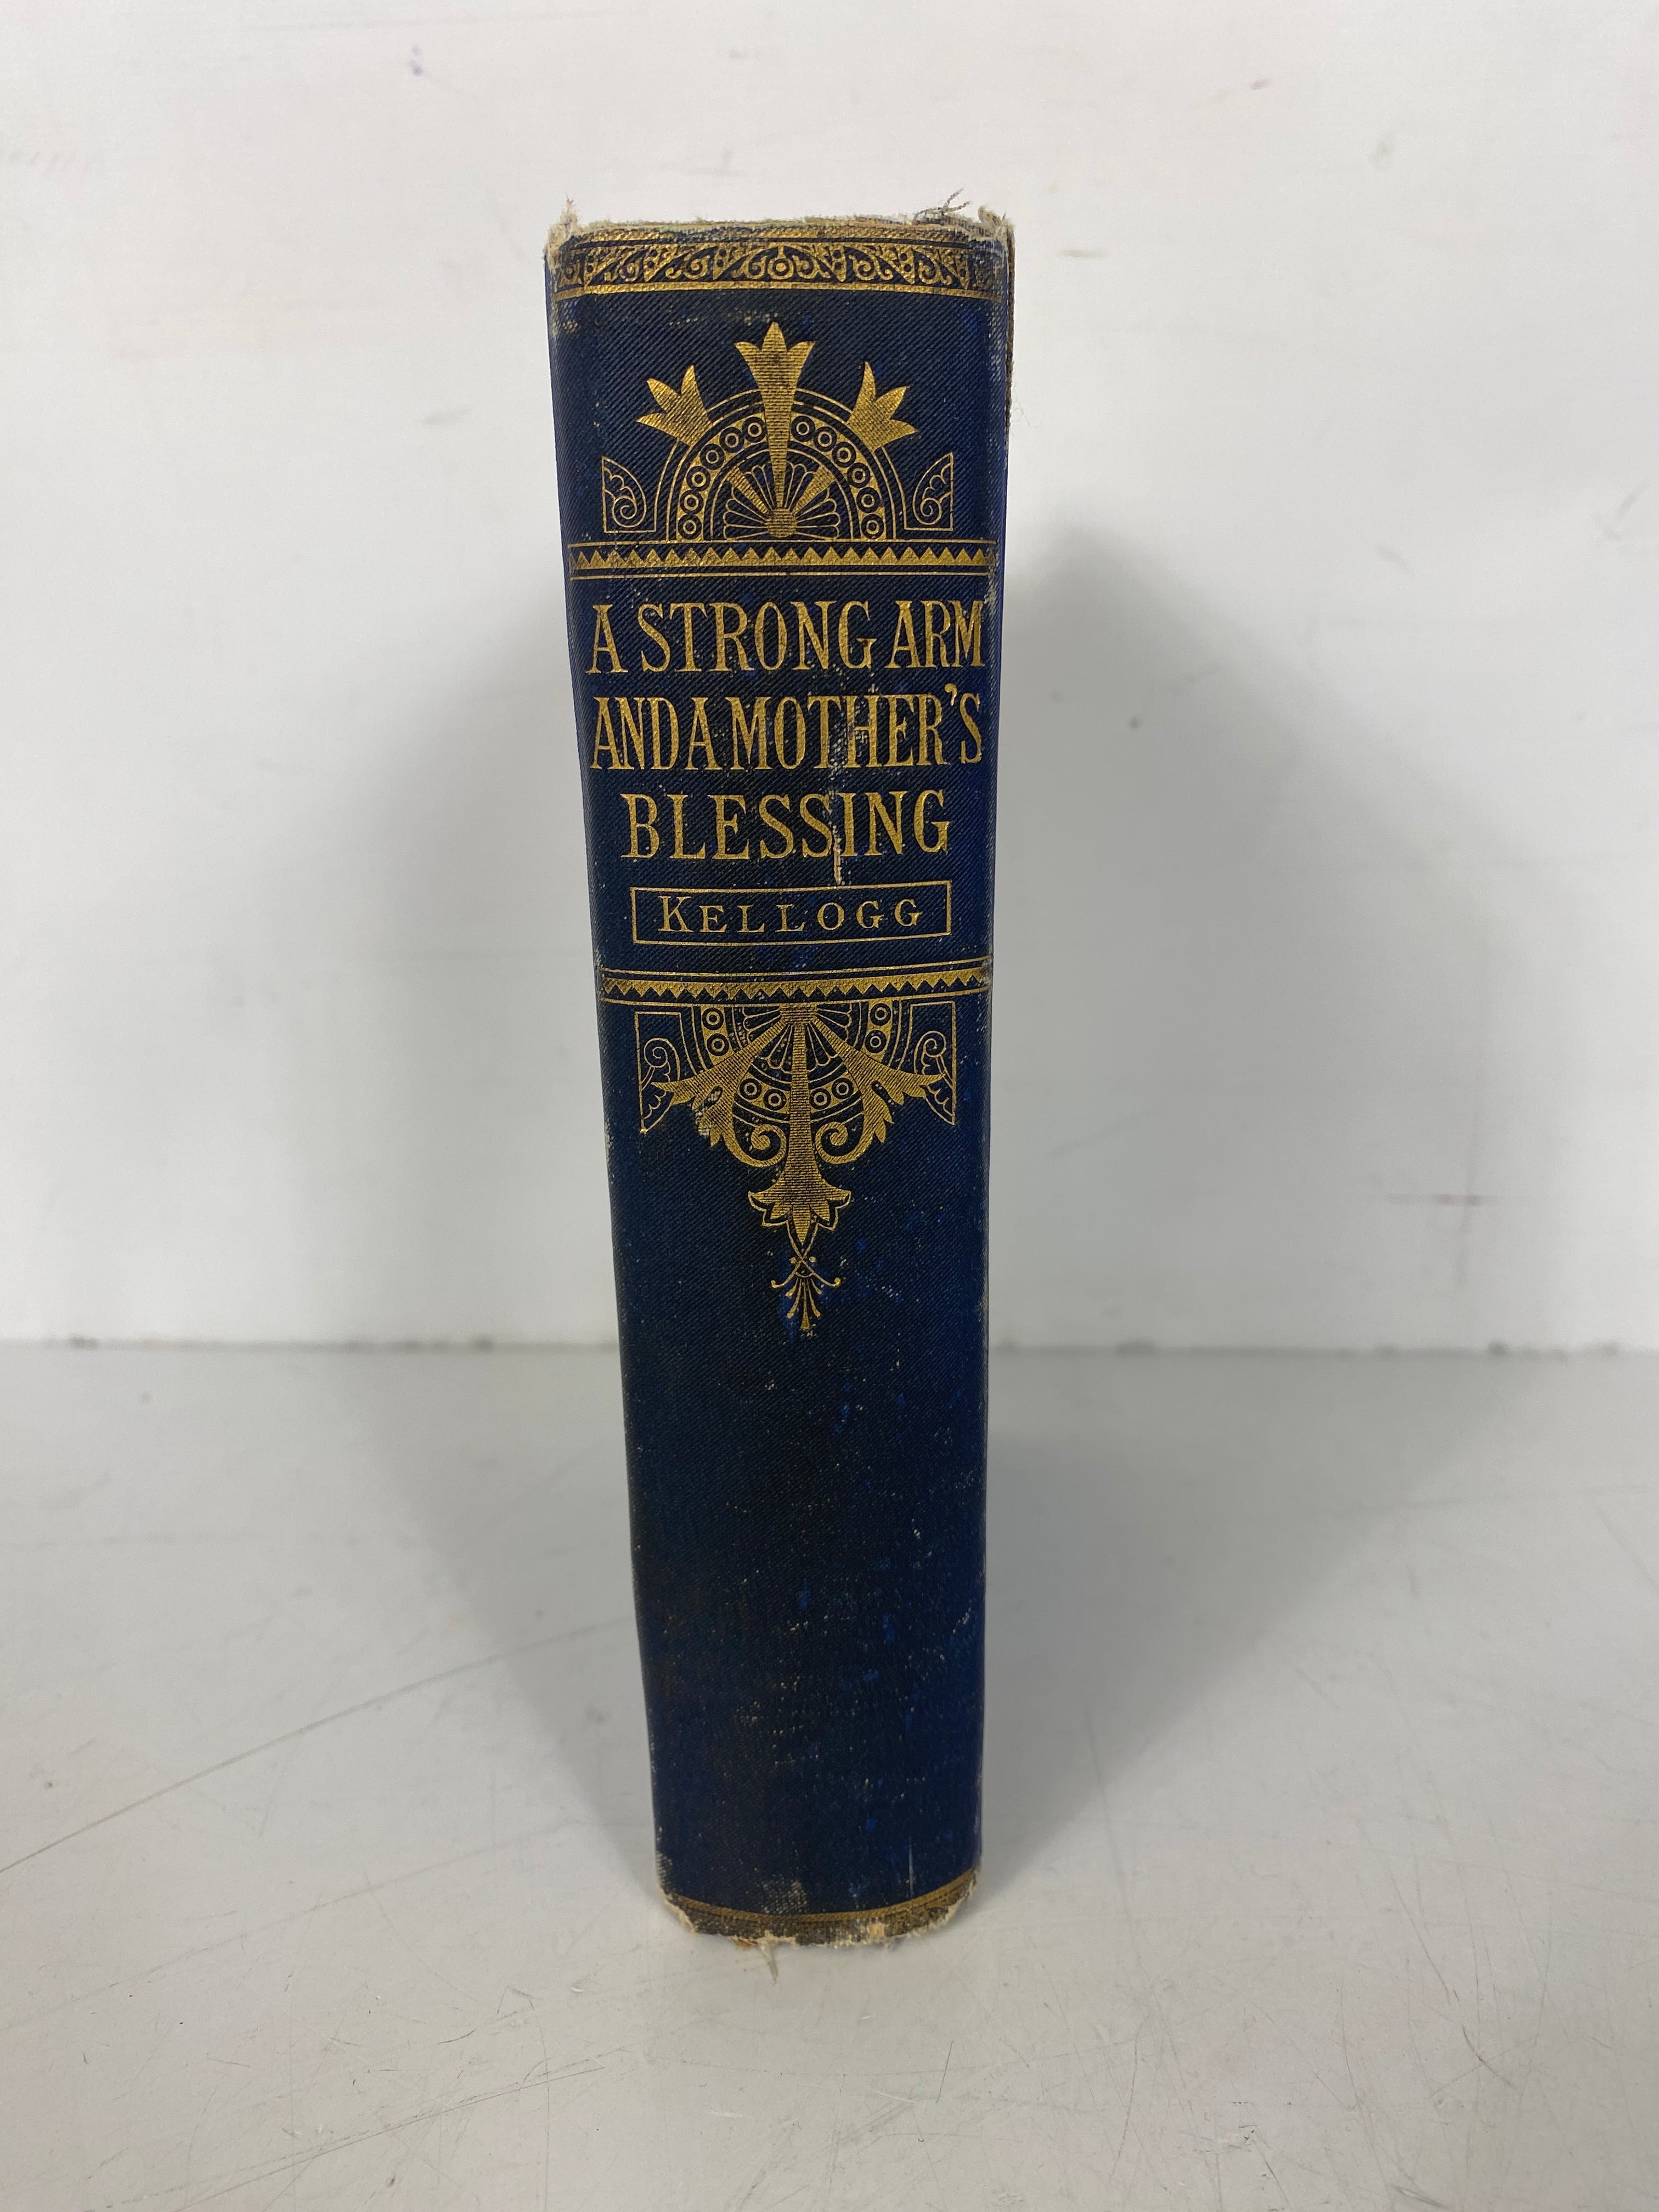 A STRONG ARM
AND A MOTHER'S
BLESSING
KELLOGG